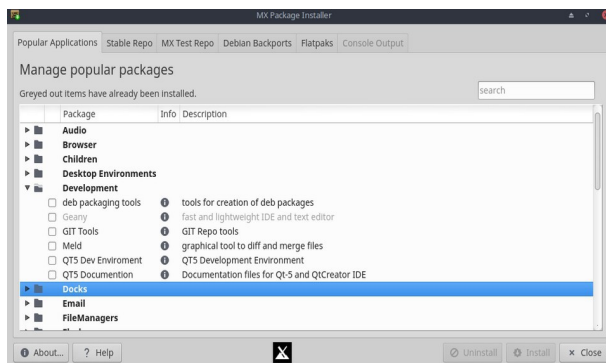 MX Package Installer
Popular Applications Stable Repo MX Test Repo Debian Backports Flatpaks Console Output
Manage popular packages
Greyed out items have already been installed.
search
Package Info Description
Audio
Browser
Children
Desktop Environments
Development
deb packaging tools tools for creation of deb packages
Geany fast and lightweight IDE and text editor
GIT Tools GIT Repo tools
Meld graphical tool to diff and merge files
QT5 Dev Enviroment QT5 Development Environment
QT5 Documention Documentation files for Qt-5 and QtCreator IDE
Docks
Email
FileManagers
About... ? Help Uninstall Install Close